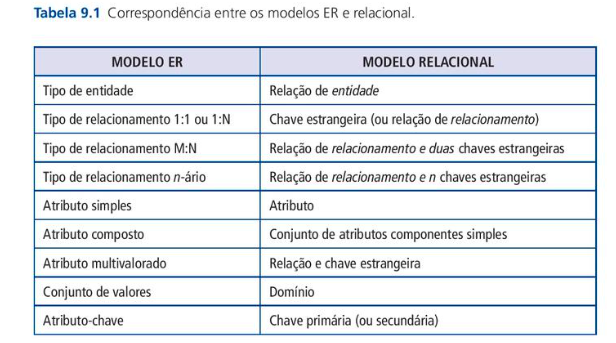 Tabela 9.1 Correspondência entre os modelos ER e relacional.
MODELO ER MODELO RELACIONAL
Tipo de entidade Relação de entidade
Tipo de relacionamento 1:1 ou 1:N Chave estrangeira (ou relação de relacionamento)
Tipo de relacionamento M:N Relação de relacionamento e duas chaves estrangeiras
Tipo de relacionamento n-ário Relação de relacionamento e n chaves estrangeiras
Atributo simples Atributo
Atributo composto Conjunto de atributos componentes simples
Atributo multivalorado Relação e chave estrangeira
Conjunto de valores Domínio
Atributo-chave Chave primária (ou secundária)